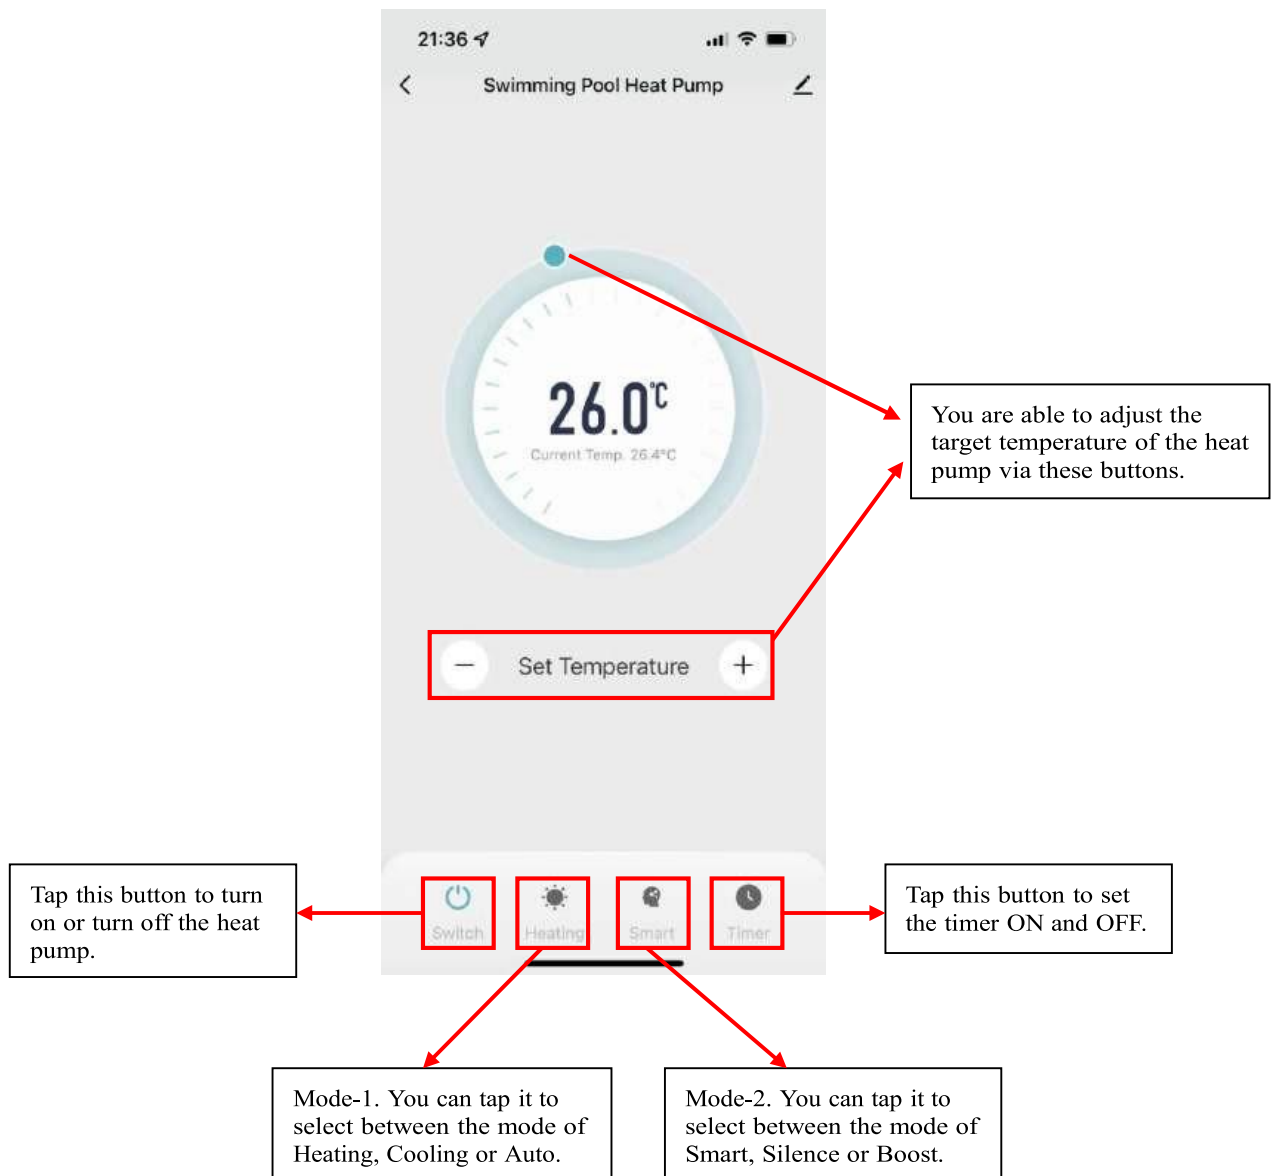 21:36
Swimming Pool Heat Pump
26.0°C
Current Temp. 26.4°C
You are able to adjust the
target temperature of the heat
pump via these buttons.
Set Temperature
Tap this button to turn
on or turn off the heat
pump.
Switch
Heating
Smart
Timer
Tap this button to set
the timer ON and OFF.
Mode-1. You can tap it to
select between the mode of
Heating, Cooling or Auto.
Mode-2. You can tap it to
select between the mode of
Smart, Silence or Boost.